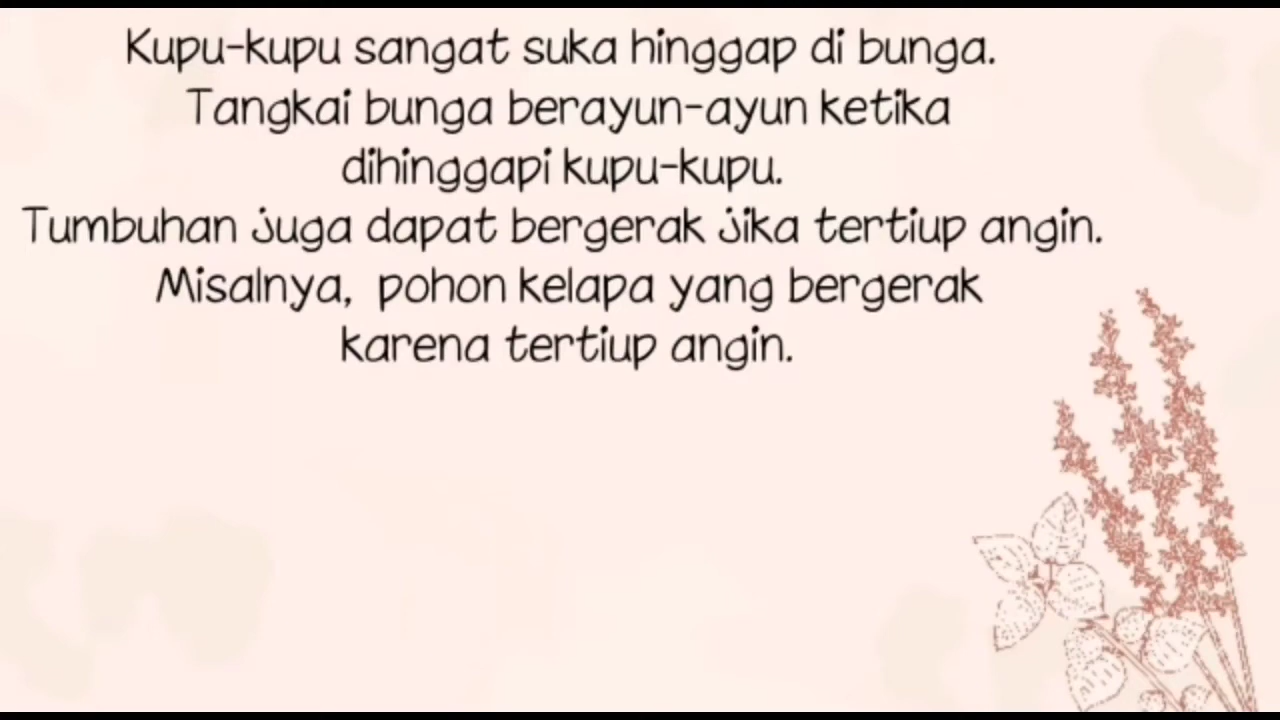 Kupu-kupu sangat suka hinggap di bunga.
Tangkai bunga berayun-ayun ketika
dihinggapi kupu-kupu.
Tumbuhan juga dapat bergerak jika tertiup angin.
Misalnya, pohon kelapa yang bergerak
karena tertiup angin.